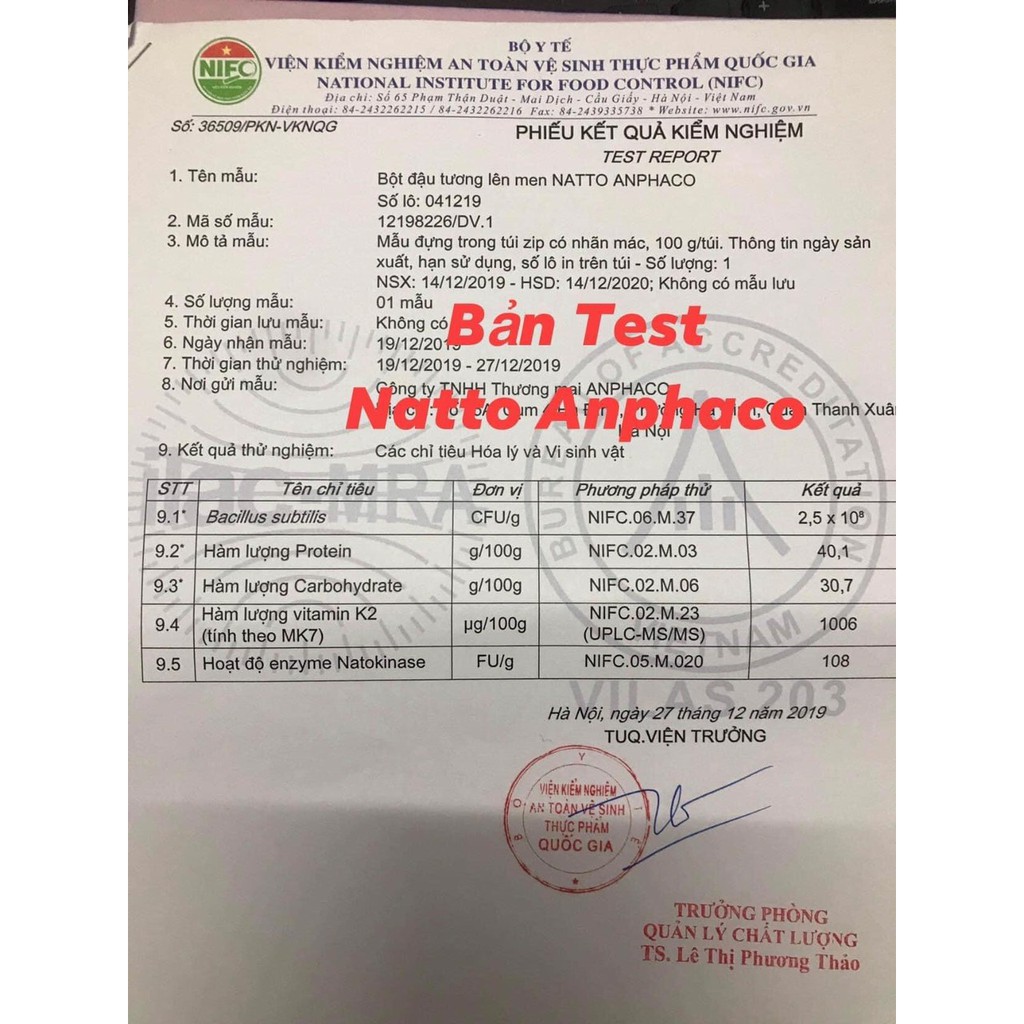 BỘ Y TẾ
NIFC
VIỆN KIỂM NGHIỆM AN TOÀN VỆ SINH THỰC PHẨM QUỐC GIA
NATIONAL INSTITUTE FOR FOOD CONTROL (NIFC)
Địa chỉ: Số 65 Phạm Thận Duật - Mai Dịch - Cầu Giấy - Hà Nội - Việt Nam
Điện thoại: 84-2432262215 / 84-2432262216 Fax: 84-2439335738 * Website: www.nifc.gov.vn
Số: 36509/PKN-VKNQG
PHIẾU KẾT QUẢ KIỂM NGHIỆM
TEST REPORT
1. Tên mẫu: Bột đậu tương lên men NATTO ANPHACO
Số lô: 041219
2. Mã số mẫu: 12198226/DV.1
3. Mô tả mẫu: Mẫu đựng trong túi zip có nhãn mác, 100 g/túi. Thông tin ngày sản
xuất, hạn sử dụng, số lô in trên túi - Số lượng: 1
NSX: 14/12/2019 - HSD: 14/12/2020; Không có mẫu lưu
4. Số lượng mẫu: 01 mẫu
5. Thời gian lưu mẫu: Không có
Bản Test
6. Ngày nhận mẫu: 19/12/2019
7. Thời gian thử nghiệm: 19/12/2019 - 27/12/2019
8. Nơi gửi mẫu: Công ty TNHH Thương mại ANPHACO
Natto Anphaco
Quận Thanh Xuâ
Hà Nội
9. Kết quả thử nghiệm: Các chỉ tiêu Hóa lý và Vi sinh vật
STT Tên chỉ tiêu Đơn vị Phương pháp thử Kết quả
9.1* Bacillus subtilis CFU/g NIFC.06.M.37 2,5 x 10⁸
9.2* Hàm lượng Protein g/100g NIFC.02.M.03 40,1
9.3* Hàm lượng Carbohydrate g/100g NIFC.02.M.06 30,7
9.4 Hàm lượng vitamin K2 (tính theo MK7) µg/100g NIFC.02.M.23 (UPLC-MS/MS) 1006
9.5 Hoạt độ enzyme Natokinase FU/g NIFC.05.M.020 108
BUREAU OF ACCREDITATION
VIETNAM
ilac-MRA
VILAS 203
Hà Nội, ngày 27 tháng 12 năm 2019
TUQ.VIỆN TRƯỞNG
BỘ Y TẾ
VIỆN KIỂM NGHIỆM
AN TOÀN VỆ SINH
THỰC PHẨM
QUỐC GIA
TRƯỞNG PHÒNG
QUẢN LÝ CHẤT LƯỢNG
TS. Lê Thị Phương Thảo